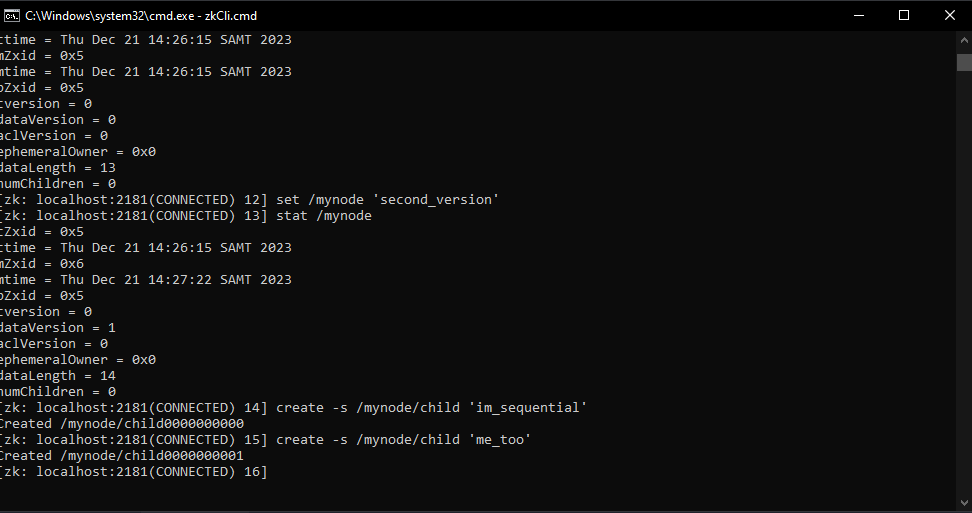 C:\Windows\system32\cmd.exe - zkCli.cmd
ctime = Thu Dec 21 14:26:15 SAMT 2023
mZxid = 0x5
mtime = Thu Dec 21 14:26:15 SAMT 2023
pZxid = 0x5
cversion = 0
dataVersion = 0
aclVersion = 0
ephemeralOwner = 0x0
dataLength = 13
numChildren = 0
[zk: localhost:2181(CONNECTED) 12] set /mynode 'second_version'
[zk: localhost:2181(CONNECTED) 13] stat /mynode
cZxid = 0x5
ctime = Thu Dec 21 14:26:15 SAMT 2023
mZxid = 0x6
mtime = Thu Dec 21 14:27:22 SAMT 2023
pZxid = 0x5
cversion = 0
dataVersion = 1
aclVersion = 0
ephemeralOwner = 0x0
dataLength = 14
numChildren = 0
[zk: localhost:2181(CONNECTED) 14] create -s /mynode/child 'im_sequential'
Created /mynode/child0000000000
[zk: localhost:2181(CONNECTED) 15] create -s /mynode/child 'me_too'
Created /mynode/child0000000001
[zk: localhost:2181(CONNECTED) 16]